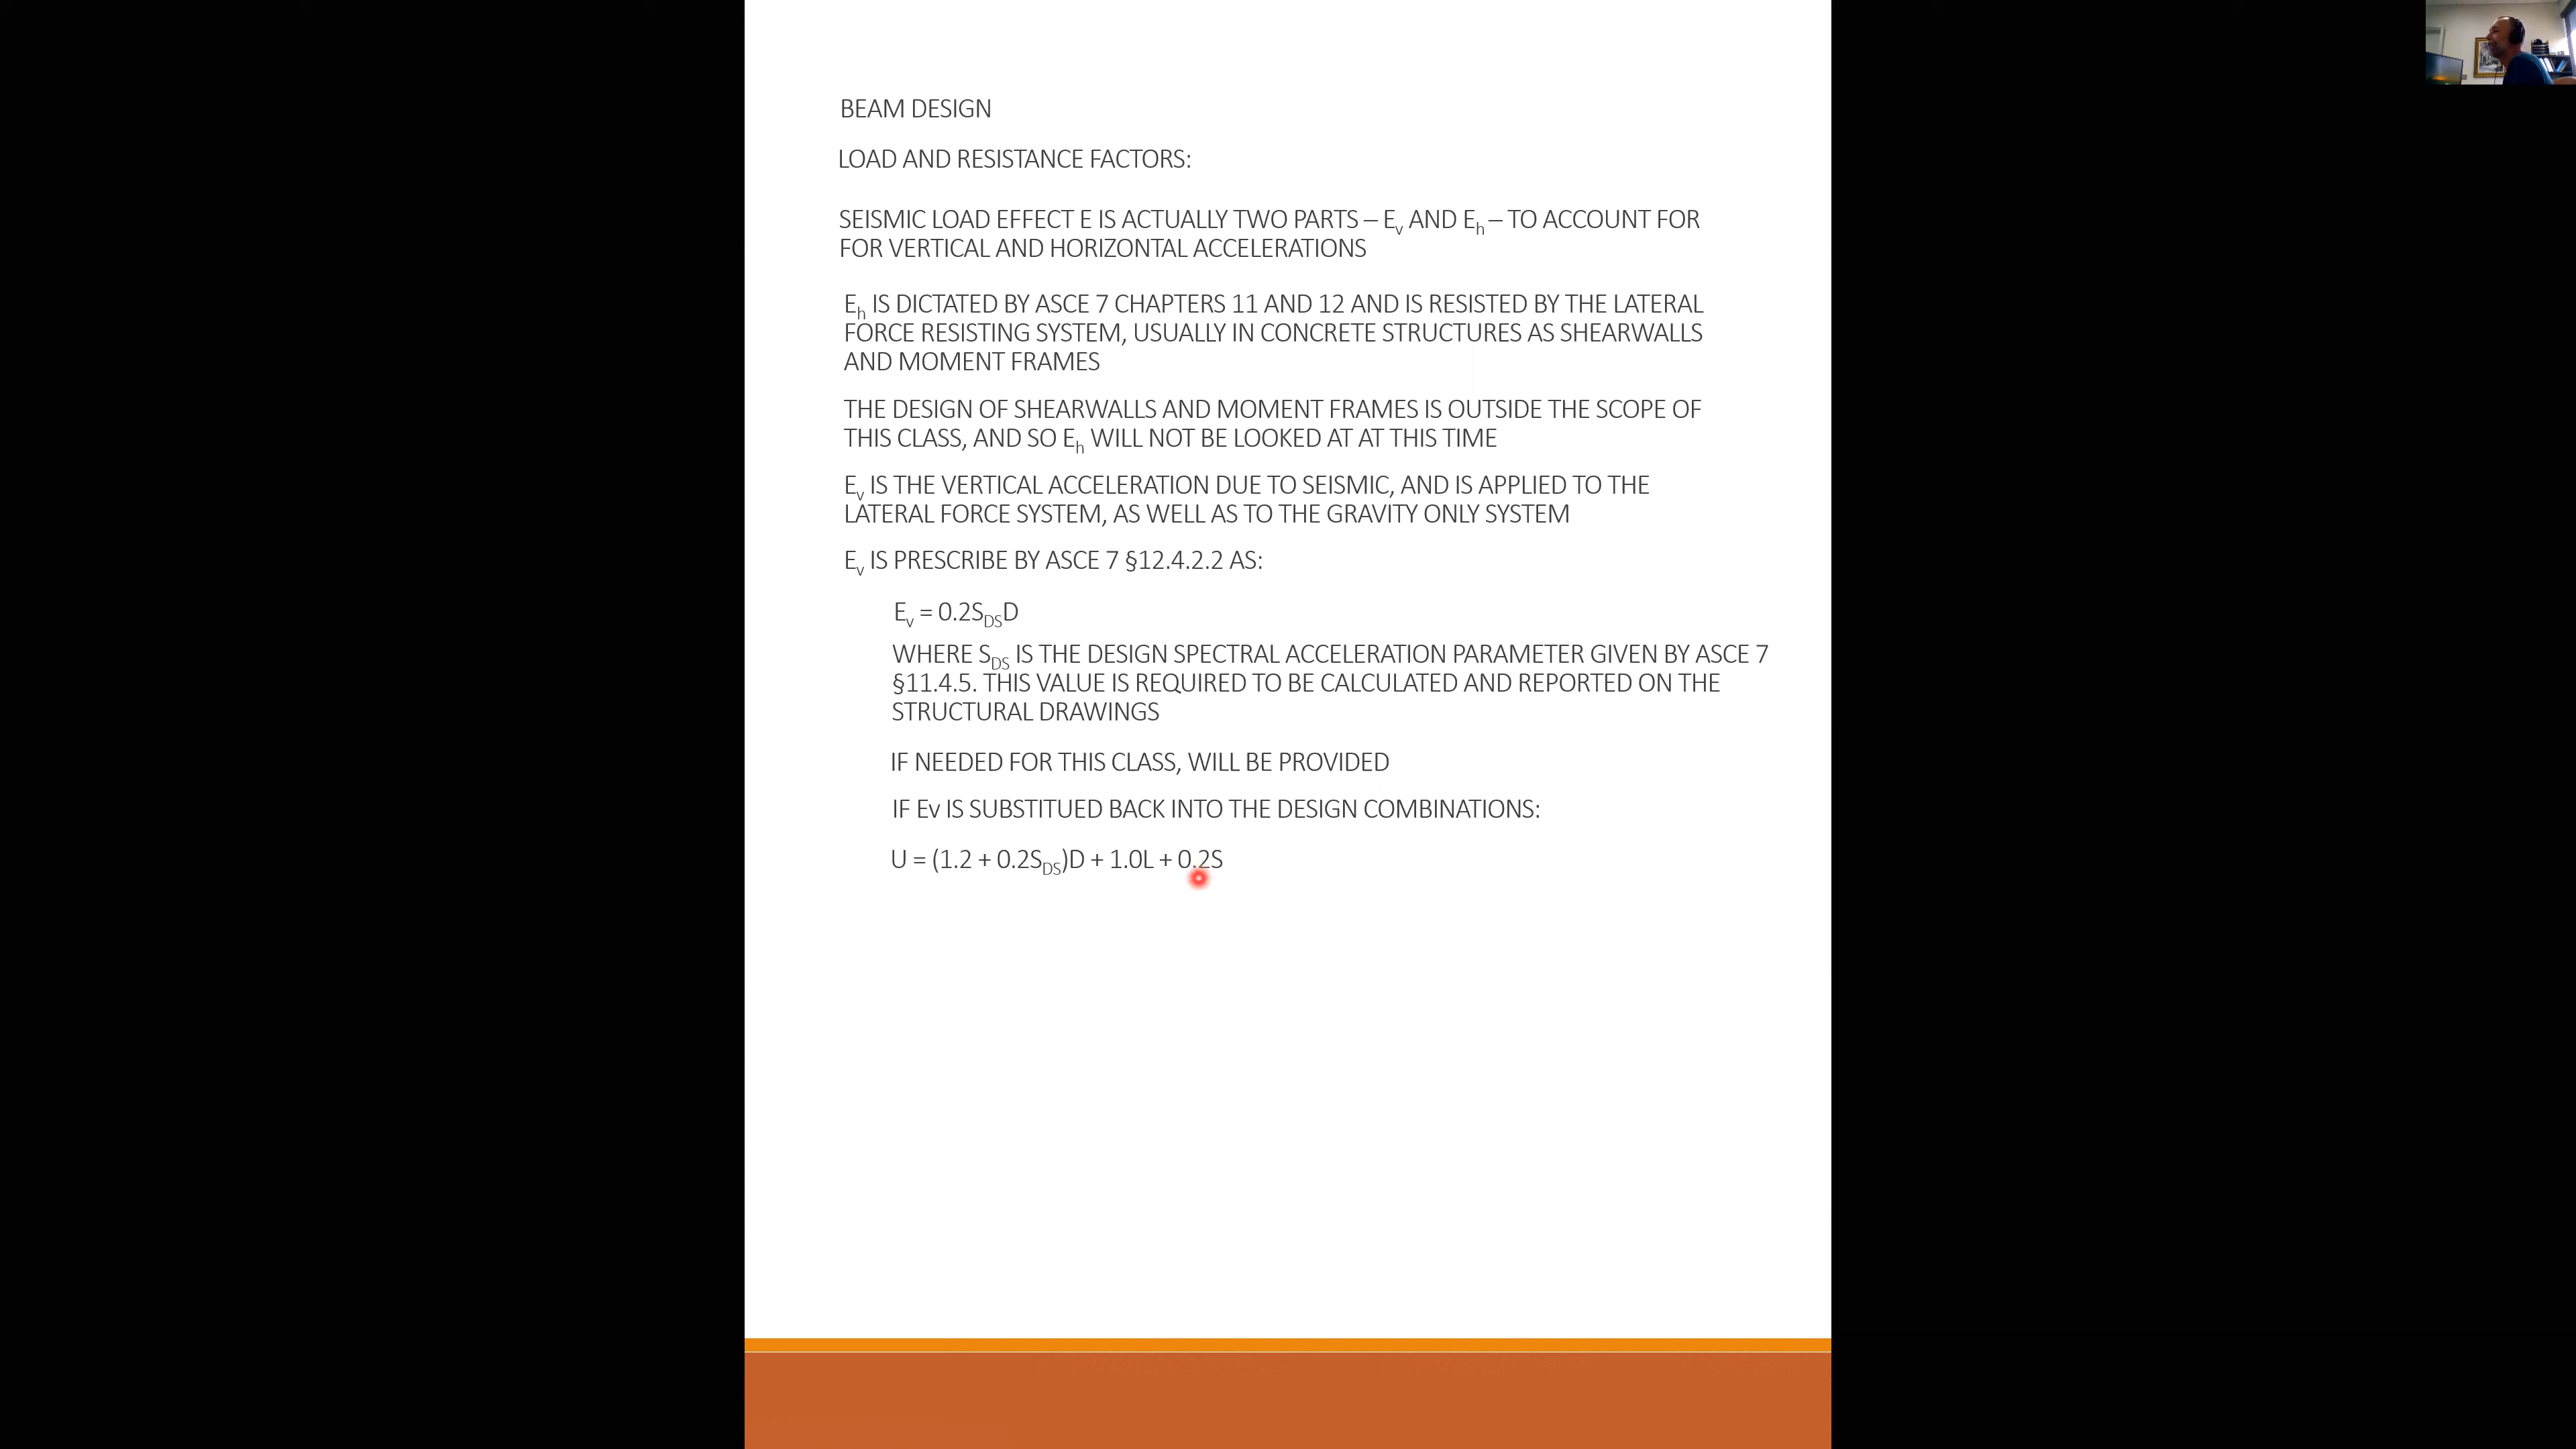 BEAM DESIGN
LOAD AND RESISTANCE FACTORS:
SEISMIC LOAD EFFECT E IS ACTUALLY TWO PARTS – Ev AND Eh – TO ACCOUNT FOR
FOR VERTICAL AND HORIZONTAL ACCELERATIONS
Eh IS DICTATED BY ASCE 7 CHAPTERS 11 AND 12 AND IS RESISTED BY THE LATERAL
FORCE RESISTING SYSTEM, USUALLY IN CONCRETE STRUCTURES AS SHEARWALLS
AND MOMENT FRAMES
THE DESIGN OF SHEARWALLS AND MOMENT FRAMES IS OUTSIDE THE SCOPE OF
THIS CLASS, AND SO Eh WILL NOT BE LOOKED AT AT THIS TIME
Ev IS THE VERTICAL ACCELERATION DUE TO SEISMIC, AND IS APPLIED TO THE
LATERAL FORCE SYSTEM, AS WELL AS TO THE GRAVITY ONLY SYSTEM
Ev IS PRESCRIBE BY ASCE 7 §12.4.2.2 AS:
Ev = 0.2SDSD
WHERE SDS IS THE DESIGN SPECTRAL ACCELERATION PARAMETER GIVEN BY ASCE 7
§11.4.5. THIS VALUE IS REQUIRED TO BE CALCULATED AND REPORTED ON THE
STRUCTURAL DRAWINGS
IF NEEDED FOR THIS CLASS, WILL BE PROVIDED
IF Ev IS SUBSTITUED BACK INTO THE DESIGN COMBINATIONS:
U = (1.2 + 0.2SDS)D + 1.0L + 0.2S